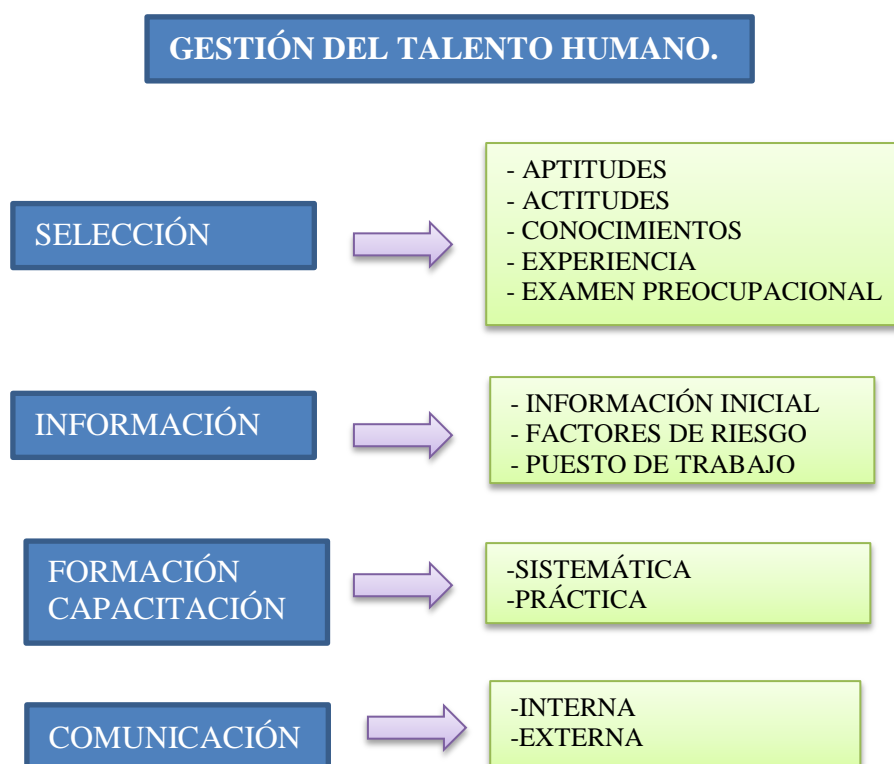 GESTIÓN DEL TALENTO HUMANO.
SELECCIÓN
- APTITUDES
- ACTITUDES
- CONOCIMIENTOS
- EXPERIENCIA
- EXAMEN PREOCUPACIONAL
INFORMACIÓN
- INFORMACIÓN INICIAL
- FACTORES DE RIESGO
- PUESTO DE TRABAJO
FORMACIÓN
CAPACITACIÓN
-SISTEMÁTICA
-PRÁCTICA
COMUNICACIÓN
-INTERNA
-EXTERNA